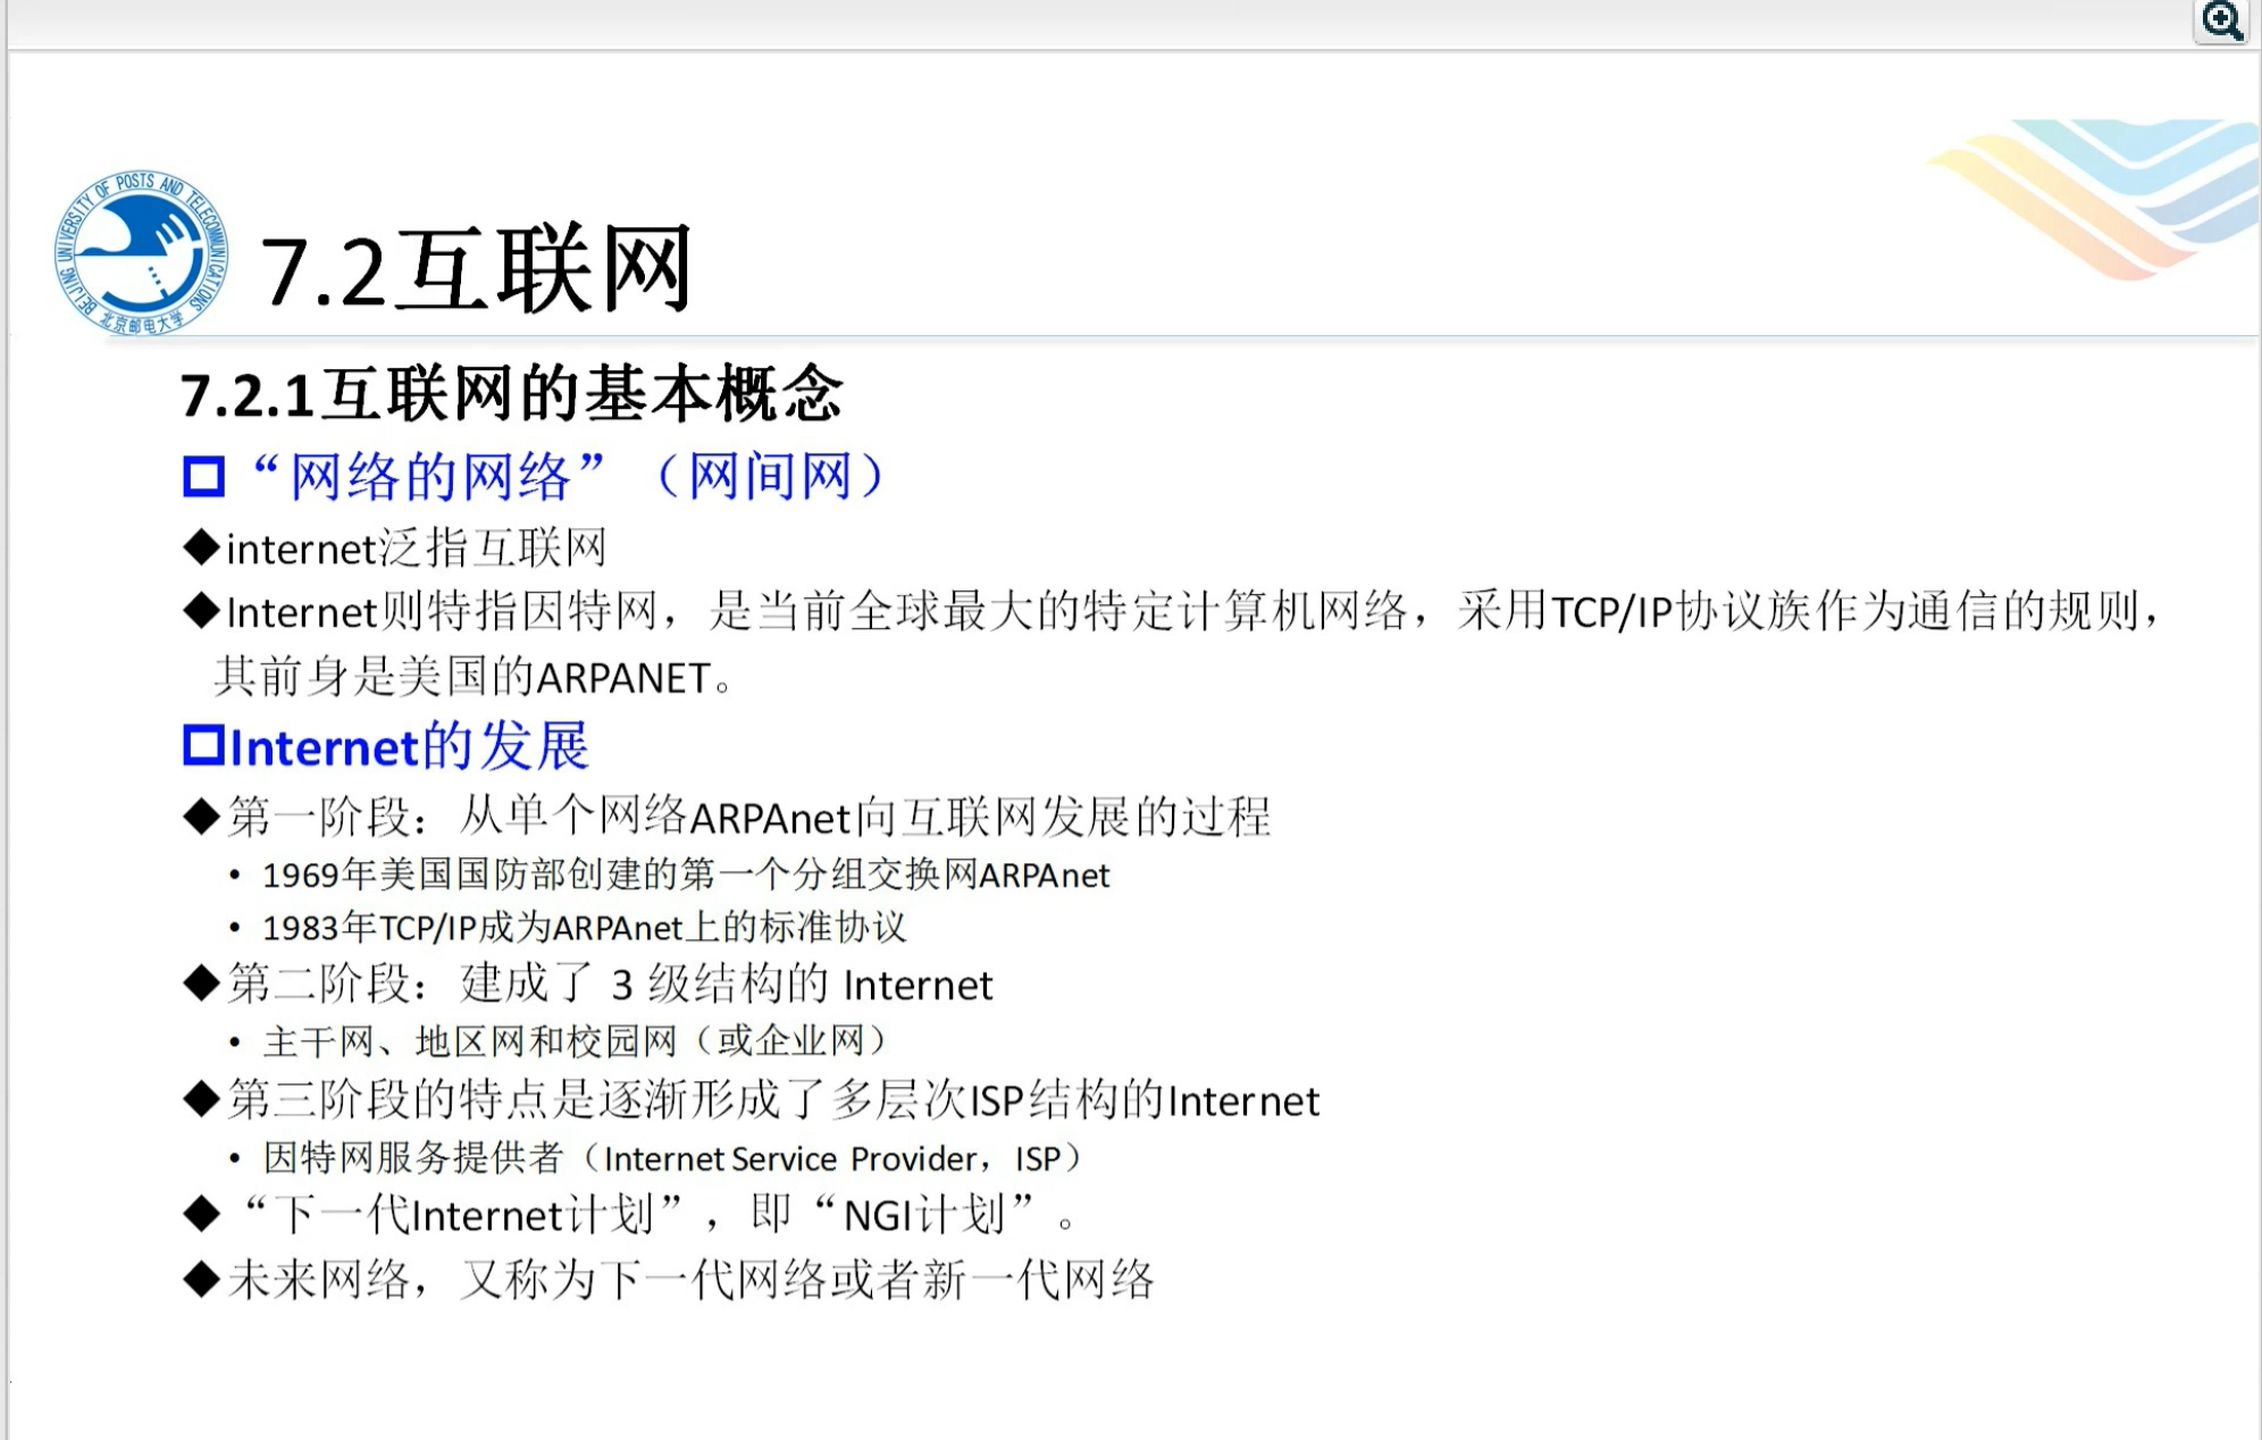 BEIJING UNIVERSITY OF POSTS AND TELECOMMUNICATIONS
北京邮电大学
7.2互联网
7.2.1互联网的基本概念
“网络的网络”（网间网）
◆internet泛指互联网
◆Internet则特指因特网，是当前全球最大的特定计算机网络，采用TCP/IP协议族作为通信的规则，
其前身是美国的ARPANET。
Internet的发展
◆第一阶段：从单个网络ARPAnet向互联网发展的过程
• 1969年美国国防部创建的第一个分组交换网ARPAnet
• 1983年TCP/IP成为ARPAnet上的标准协议
◆第二阶段：建成了 3 级结构的 Internet
• 主干网、地区网和校园网（或企业网）
◆第三阶段的特点是逐渐形成了多层次ISP结构的Internet
• 因特网服务提供者（Internet Service Provider，ISP）
◆“下一代Internet计划”，即“NGI计划”。
◆未来网络，又称为下一代网络或者新一代网络